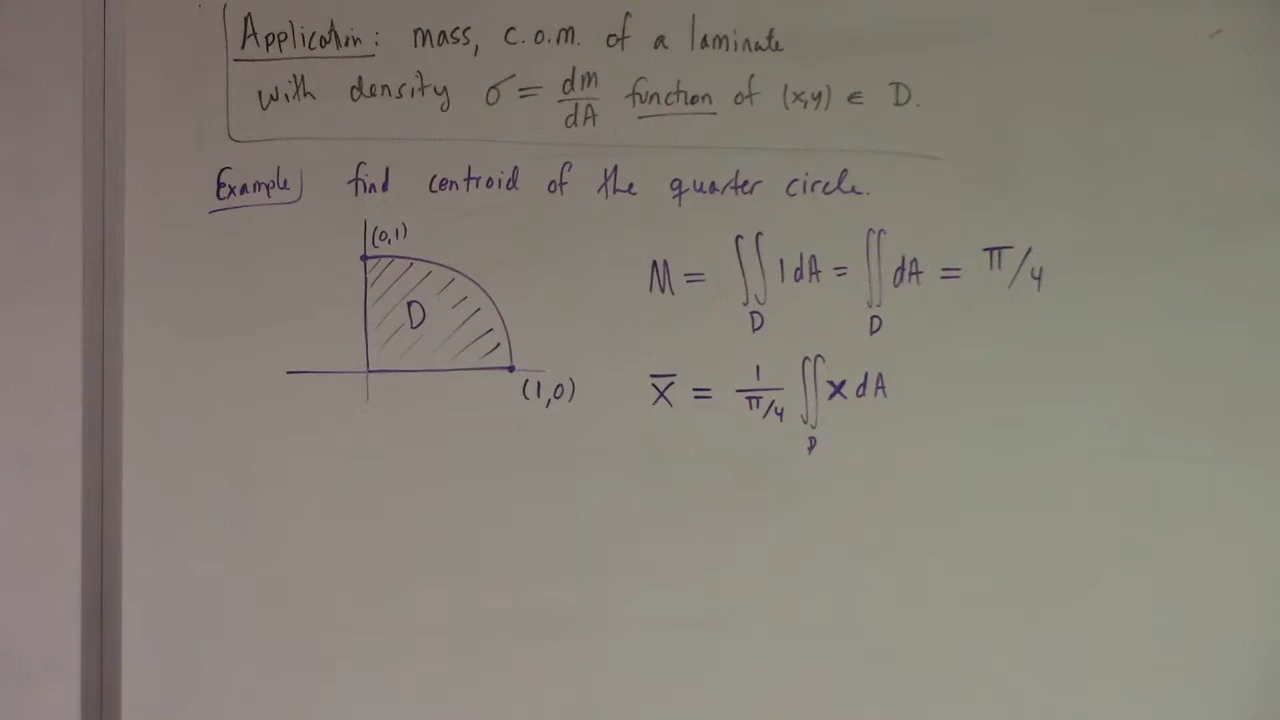 Application: mass, c.o.m. of a laminate
with density σ = dm/dA function of (x,y) ∈ D.
Example) find centroid of the quarter circle.
(0,1)
D
(1,0)
M = ∬_D 1 dA = ∬_D dA = π/4
x̄ = 1/(π/4) ∬_D x dA